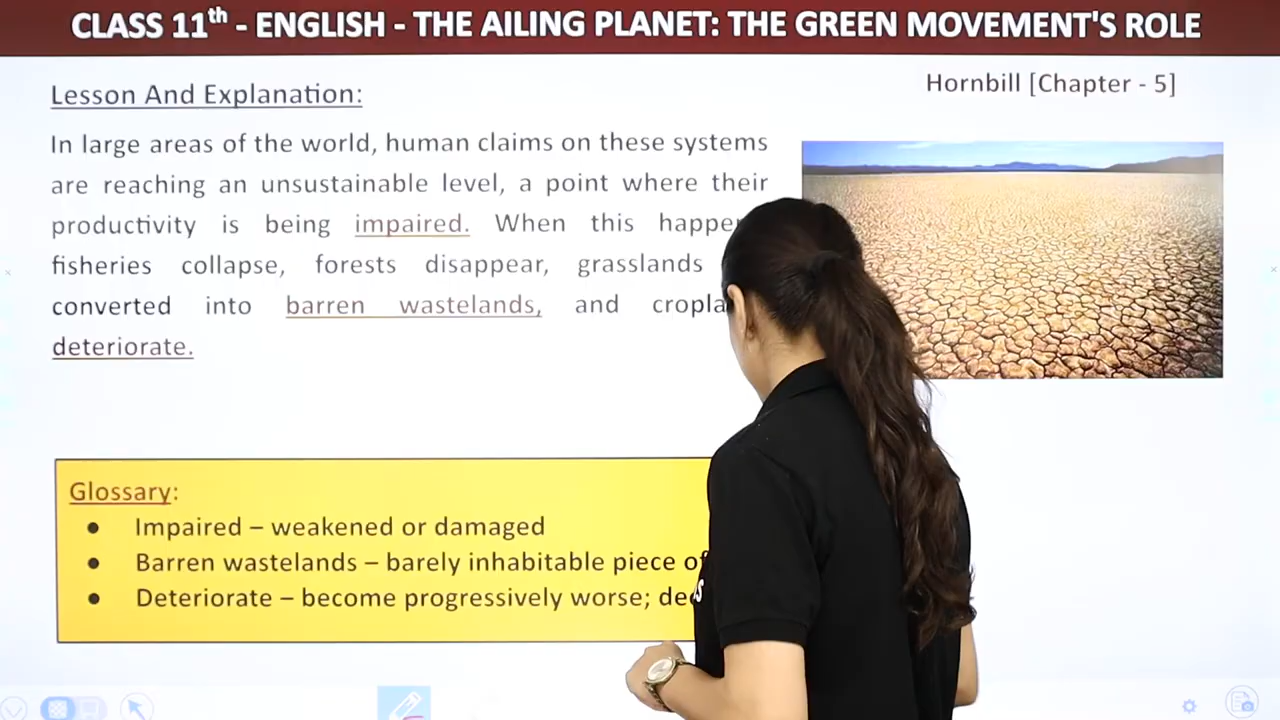 CLASS 11th - ENGLISH - THE AILING PLANET: THE GREEN MOVEMENT'S ROLE
Hornbill [Chapter - 5]
Lesson And Explanation:
In large areas of the world, human claims on these systems
are reaching an unsustainable level, a point where their
productivity is being impaired. When this
fisheries collapse, forests disappear, grasslands
converted into barren wastelands, and
deteriorate.
Glossary:
● Impaired – weakened or damaged
● Barren wastelands – barely inhabitable piece of
● Deteriorate – become progressively worse;